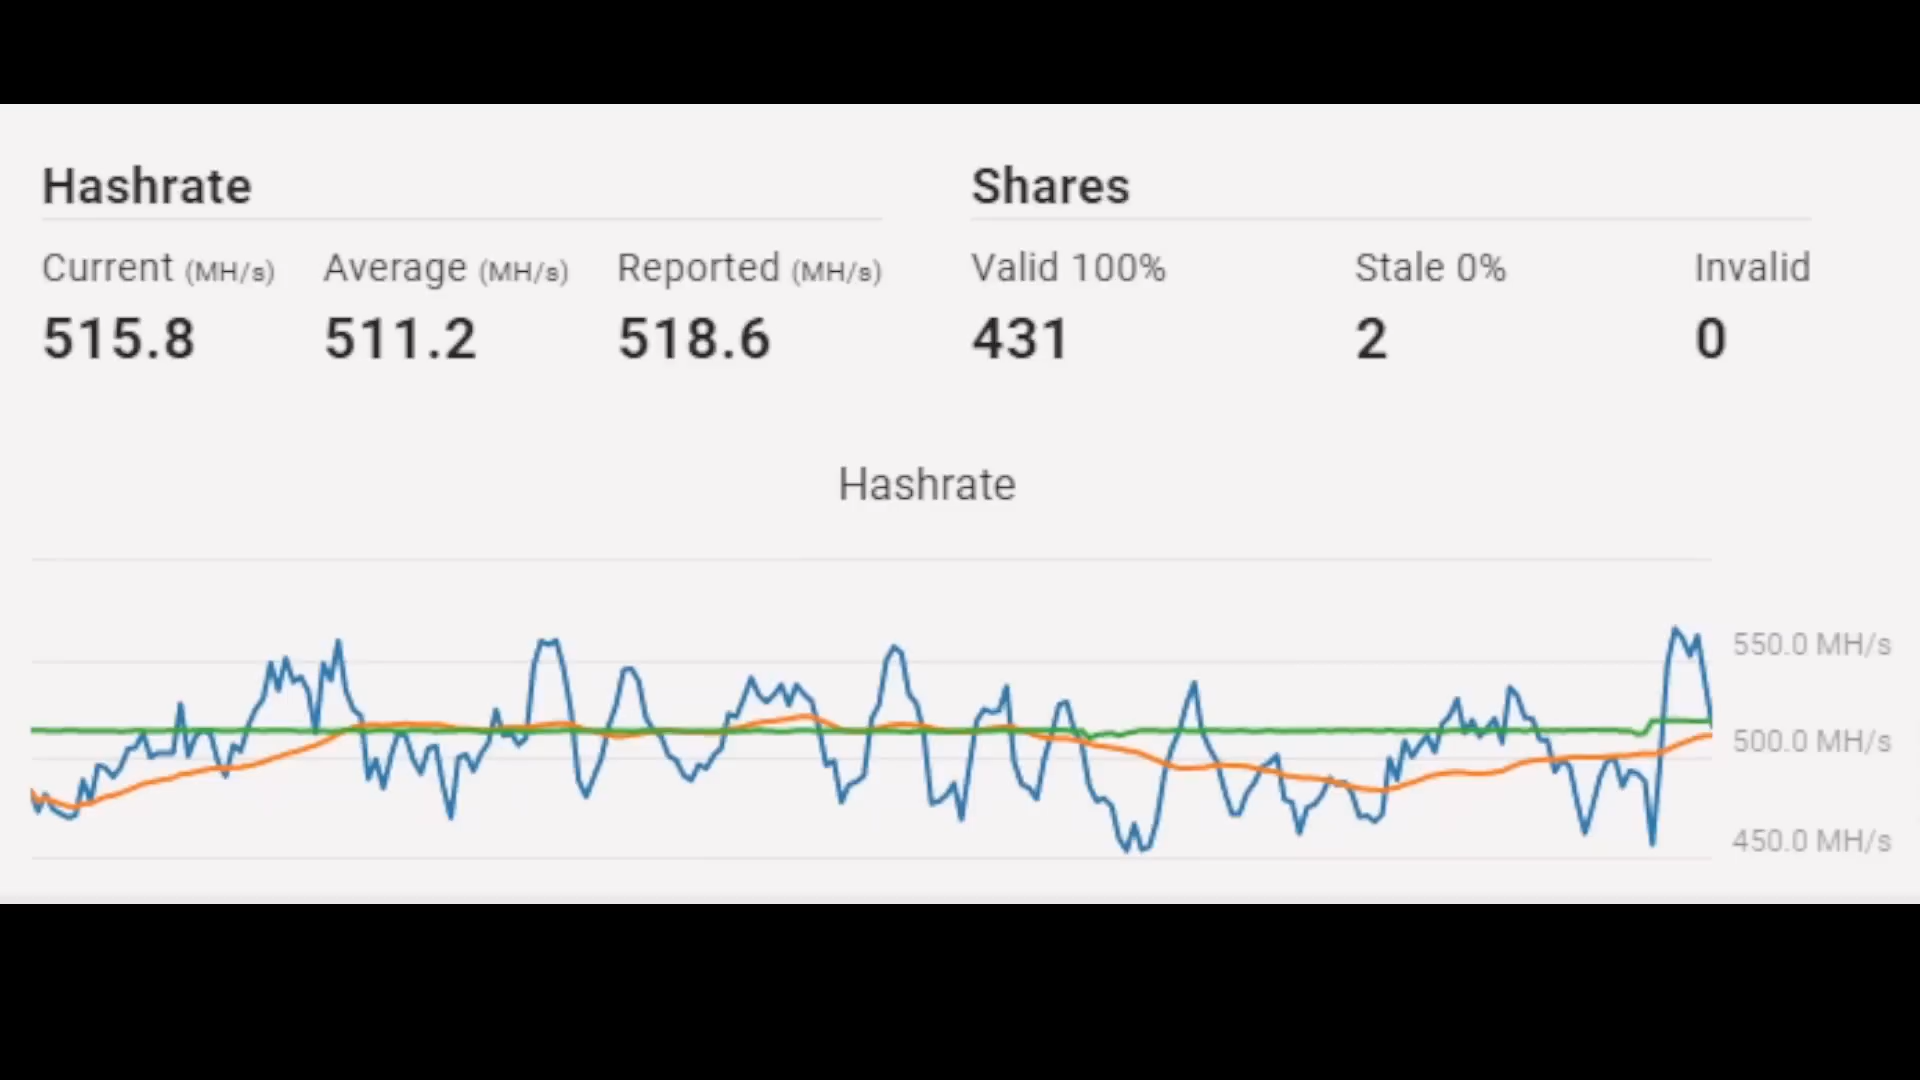 Hashrate
Shares
Current (MH/s) Average (MH/s) Reported (MH/s) Valid 100% Stale 0% Invalid
515.8 511.2 518.6 431 2 0
Hashrate
550.0 MH/s
500.0 MH/s
450.0 MH/s